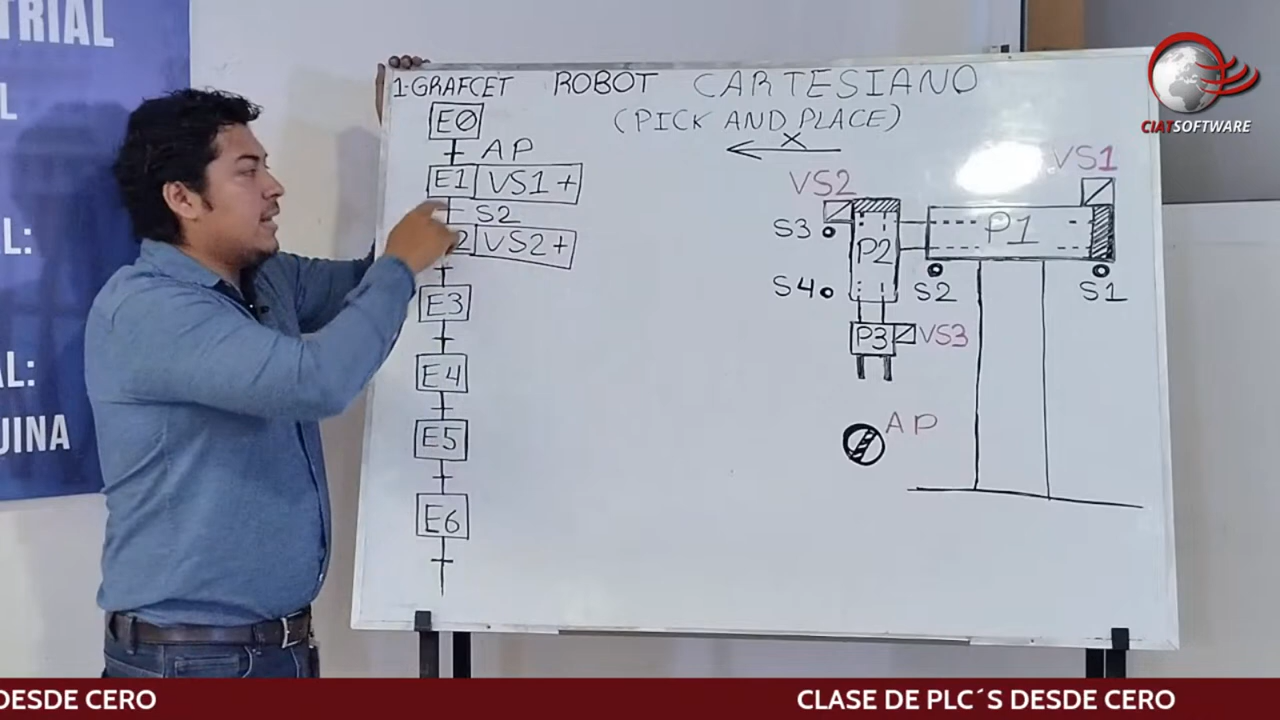 TRIAL
L
L:
AL:
UINA
1-GRAFCET ROBOT CARTESIANO
(PICK AND PLACE)
X
E0
AP
E1 VS1+
S2
2 VS2+
E3
E4
E5
E6
VS1
VS2
S3
P2
P1
S4
S2
S1
P3
VS3
AP
CIATSOFTWARE
DESDE CERO
CLASE DE PLC´S DESDE CERO